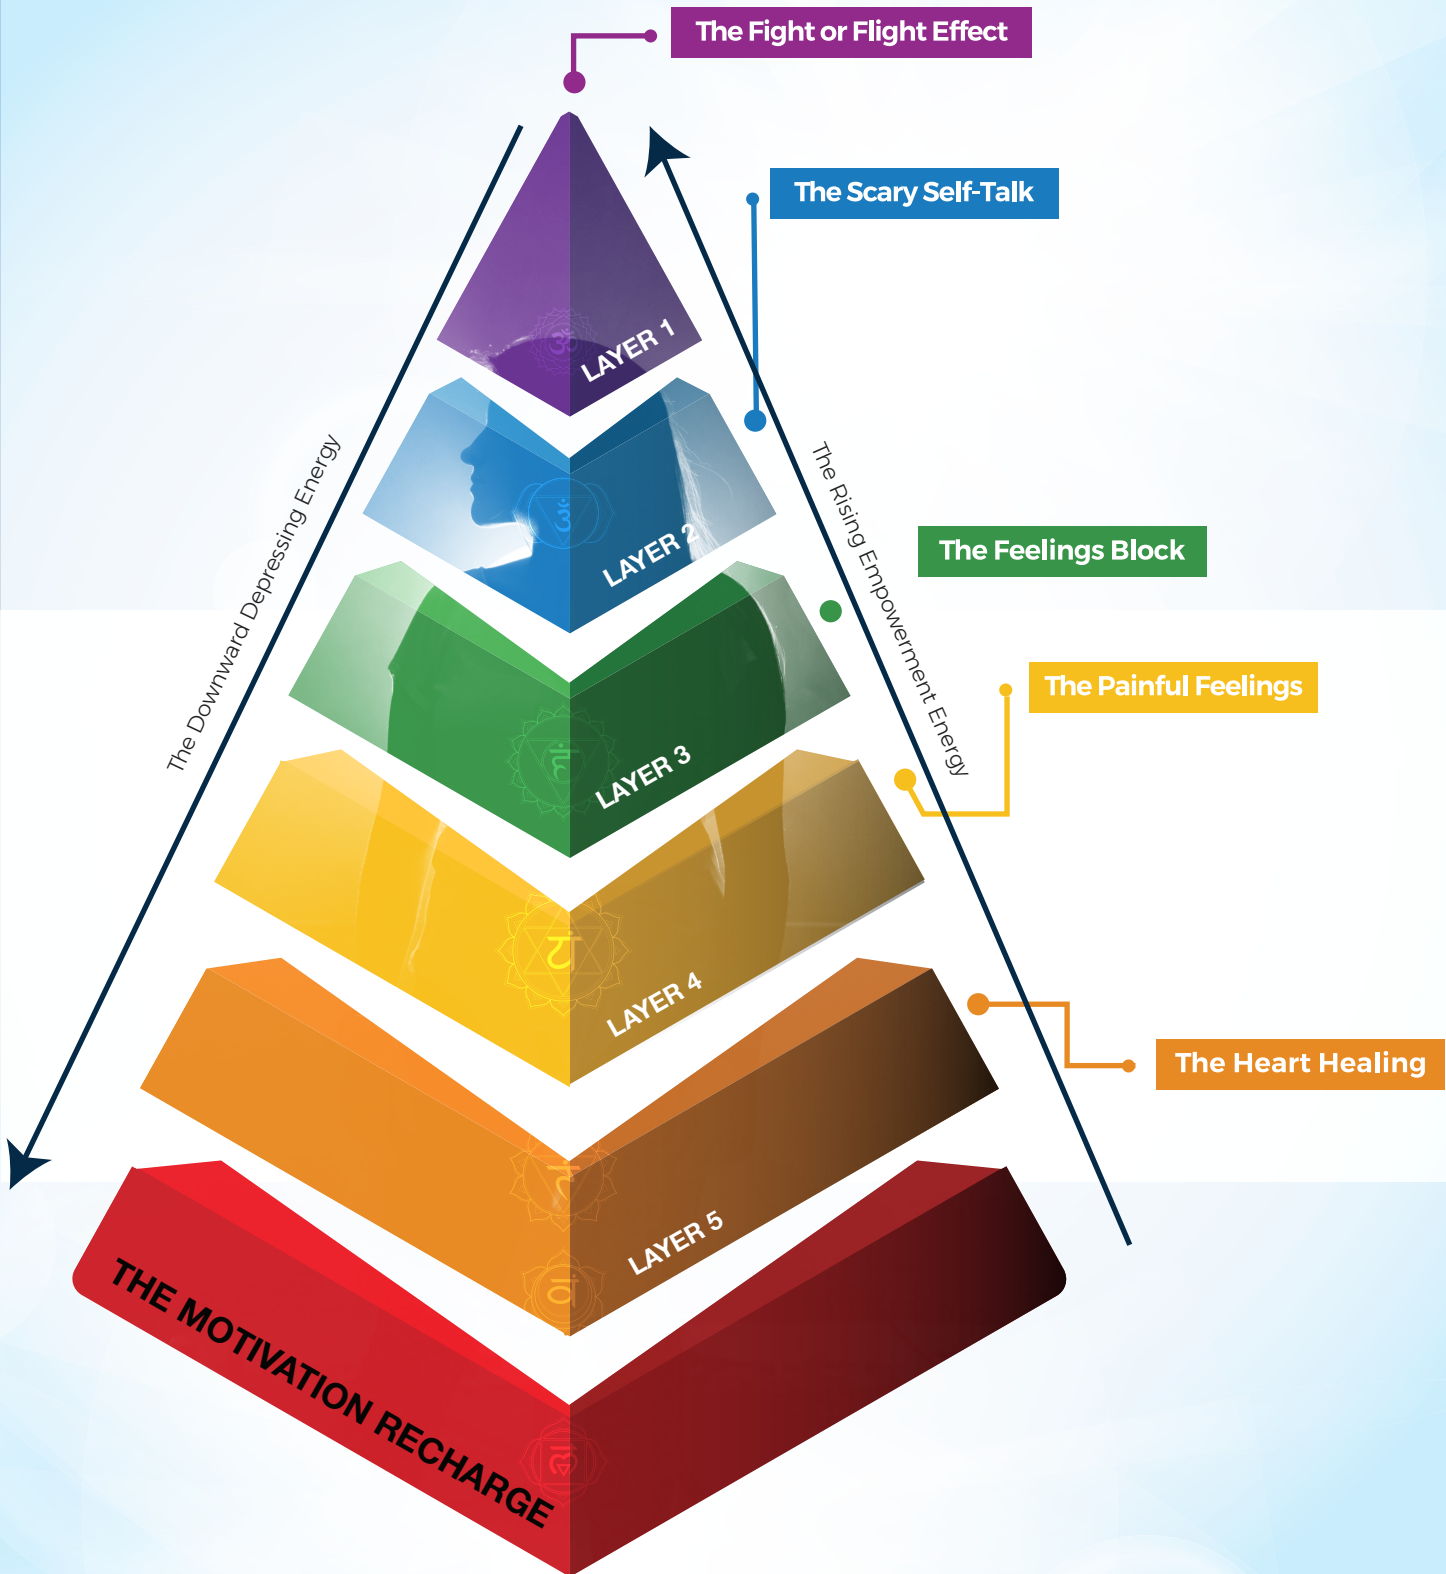 The Fight or Flight Effect
The Scary Self-Talk
LAYER 1
ॐ
The Downward Depressing Energy
The Rising Empowerment Energy
LAYER 2
ॐ
The Feelings Block
The Painful Feelings
LAYER 3
हं
LAYER 4
यं
The Heart Healing
LAYER 5
रं
वं
THE MOTIVATION RECHARGE
लं